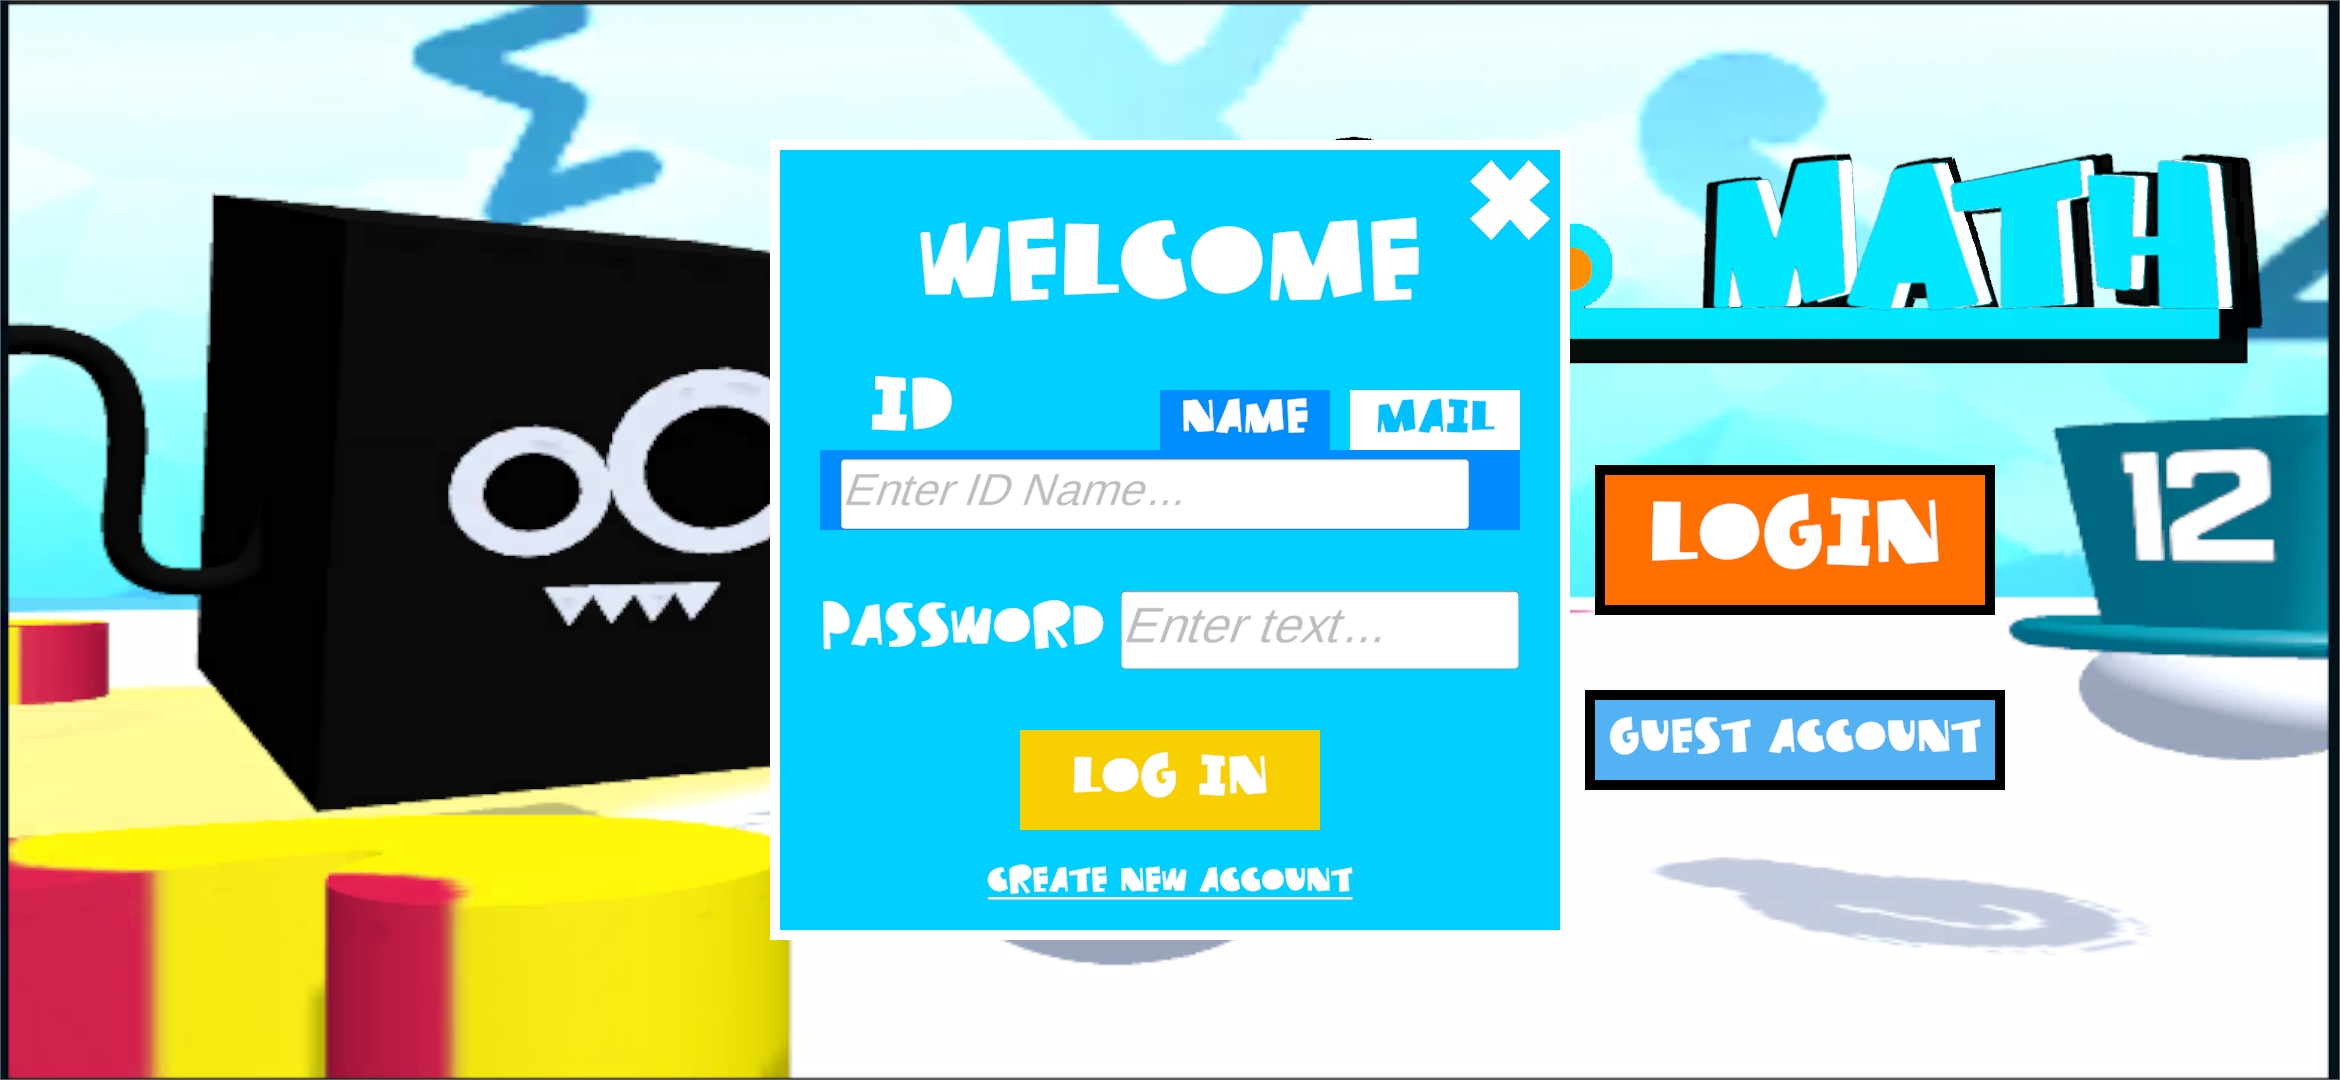 WELCOME
MATH
ID
NAME
MAIL
Enter ID Name...
12
LOGIN
PASSWORD
Enter text...
LOG IN
GUEST ACCOUNT
CREATE NEW ACCOUNT